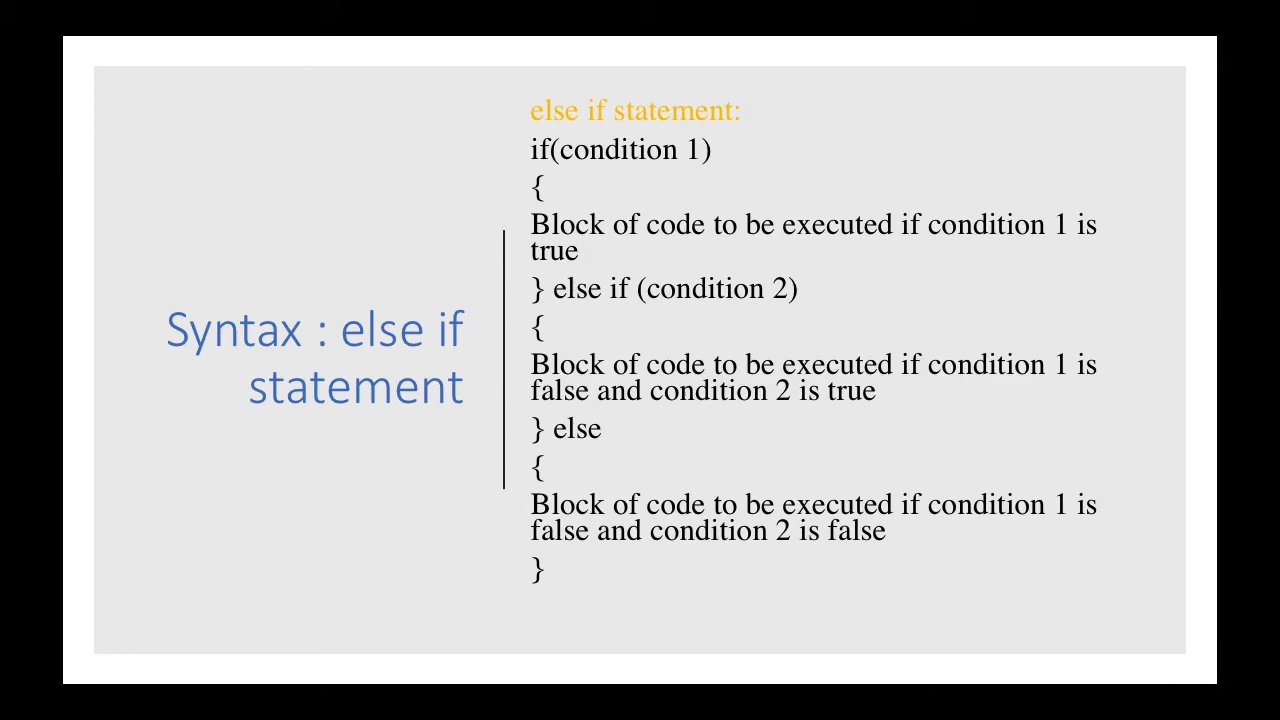 Syntax : else if
statement
else if statement:
if(condition 1)
{
Block of code to be executed if condition 1 is
true
} else if (condition 2)
{
Block of code to be executed if condition 1 is
false and condition 2 is true
} else
{
Block of code to be executed if condition 1 is
false and condition 2 is false
}